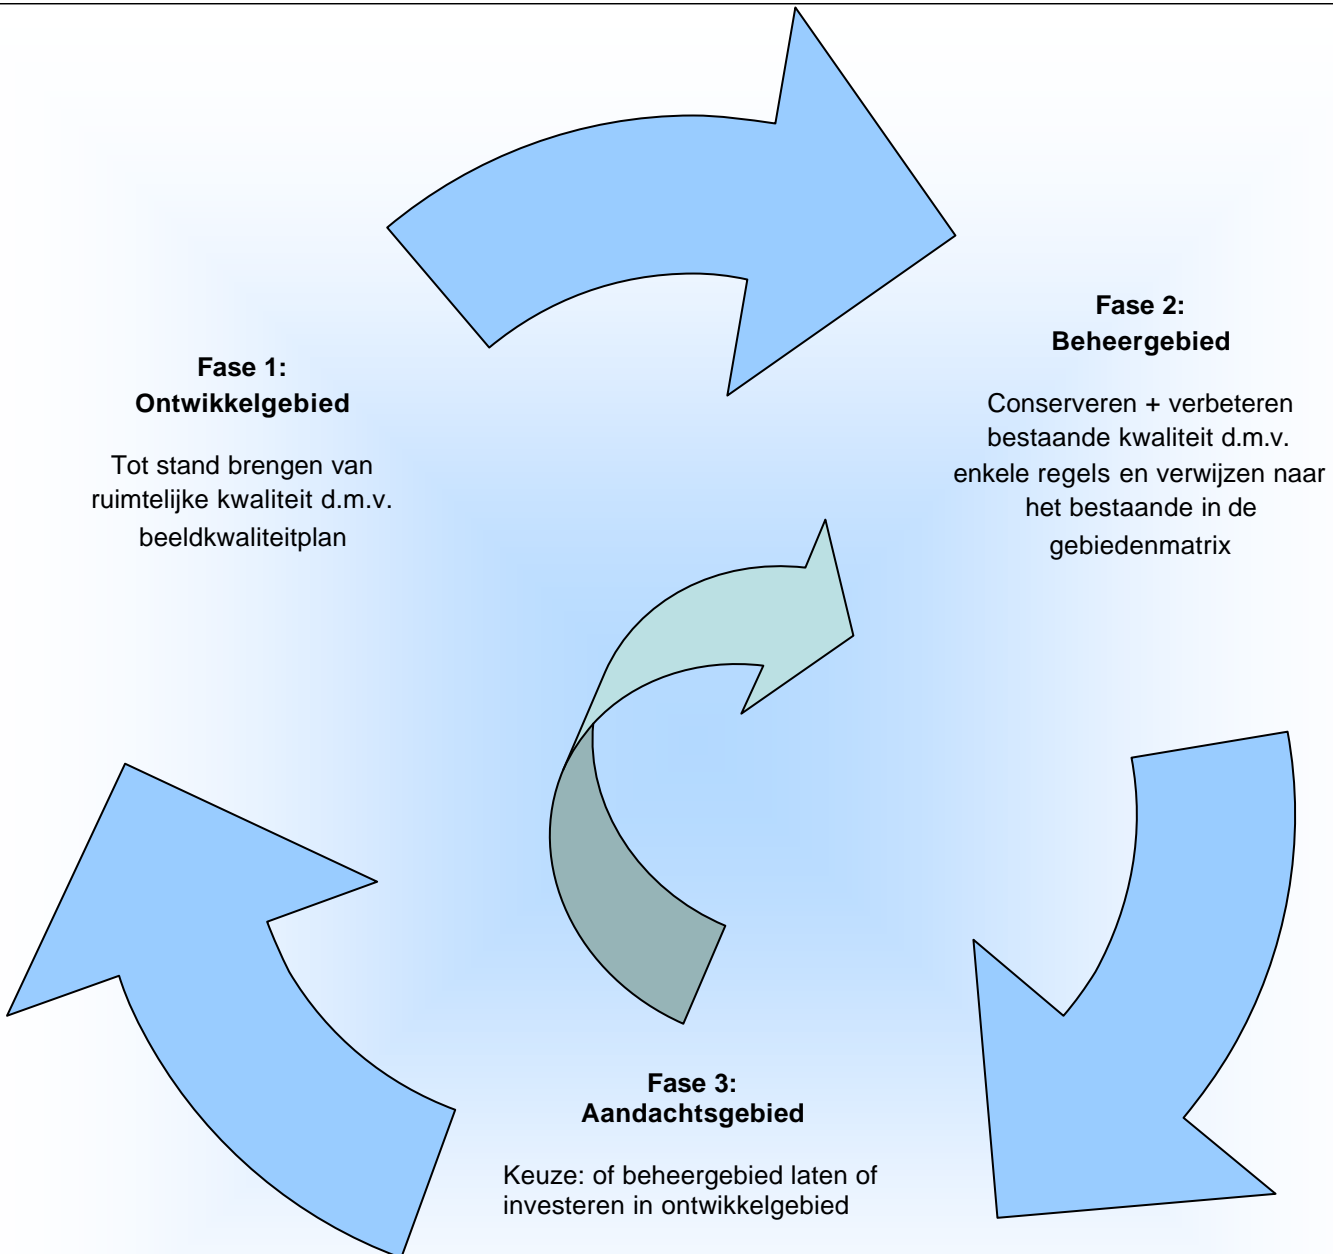 Fase 1:
Ontwikkelgebied
Tot stand brengen van
ruimtelijke kwaliteit d.m.v.
beeldkwaliteitplan
Fase 2:
Beheergebied
Conserveren + verbeteren
bestaande kwaliteit d.m.v.
enkele regels en verwijzen naar
het bestaande in de
gebiedenmatrix
Fase 3:
Aandachtsgebied
Keuze: of beheergebied laten of
investeren in ontwikkelgebied